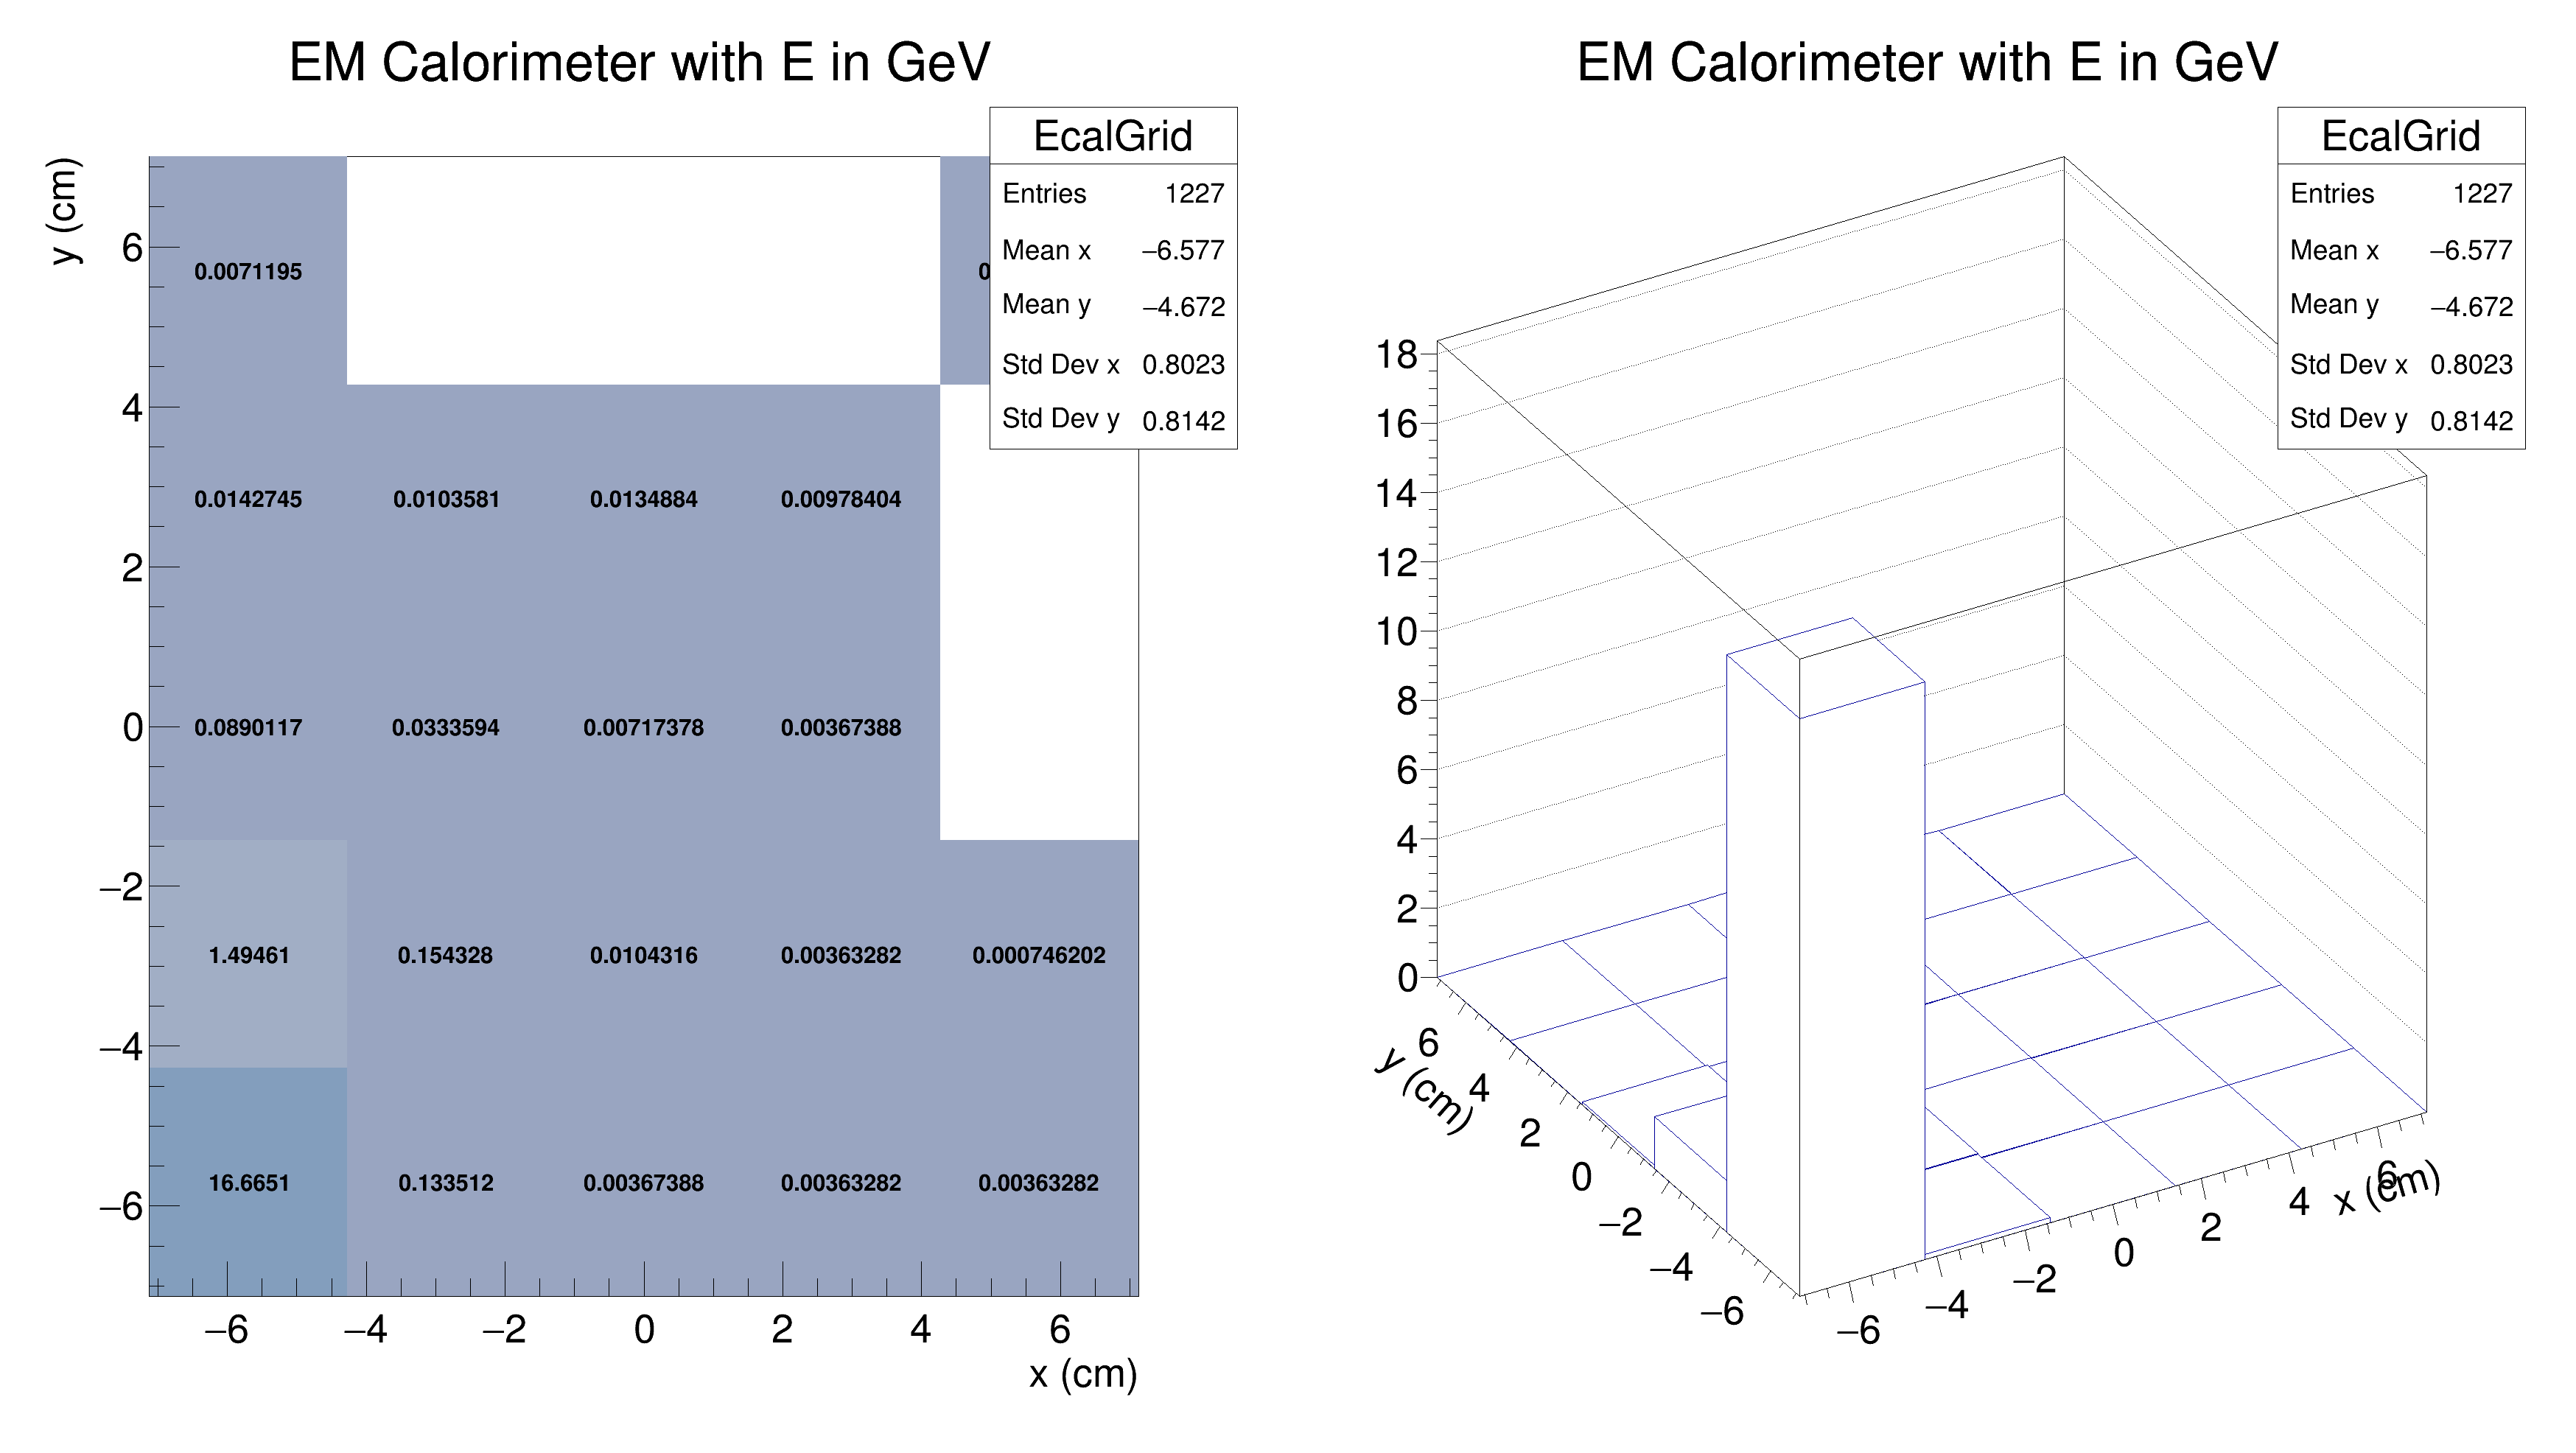 EM Calorimeter with E in GeV
EcalGrid
Entries 1227
Mean x −6.577
Mean y −4.672
Std Dev x 0.8023
Std Dev y 0.8142
y (cm)
6
4
2
0
−2
−4
−6
0.0071195
0.0142745 0.0103581 0.0134884 0.00978404
0.0890117 0.0333594 0.00717378 0.00367388
1.49461 0.154328 0.0104316 0.00363282 0.000746202
16.6651 0.133512 0.00367388 0.00363282 0.00363282
−6 −4 −2 0 2 4 6
x (cm)
EM Calorimeter with E in GeV
EcalGrid
Entries 1227
Mean x −6.577
Mean y −4.672
Std Dev x 0.8023
Std Dev y 0.8142
18
16
14
12
10
8
6
4
2
0
y (cm)
6
4
2
0
−2
−4
−6
−6 −4 −2 0 2 4 6
x (cm)